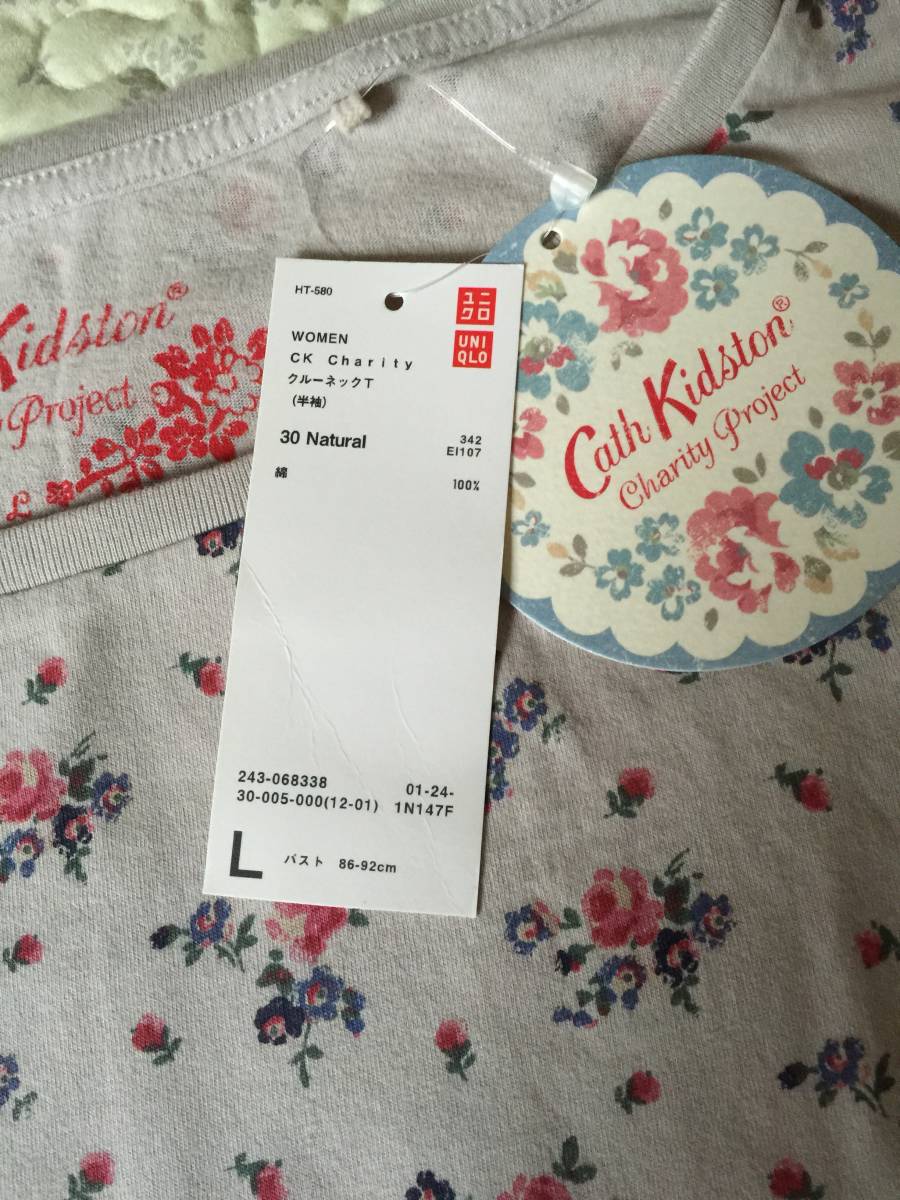 Kidston®
Project
L
HT-580
ユニ
クロ
UNI
QLO
WOMEN
CK Charity
クルーネックT
(半袖)
30 Natural
342
EI107
綿
100%
243-068338
01-24-
30-005-000(12-01)
1N147F
L
バスト 86-92cm
Cath Kidston®
Charity Project